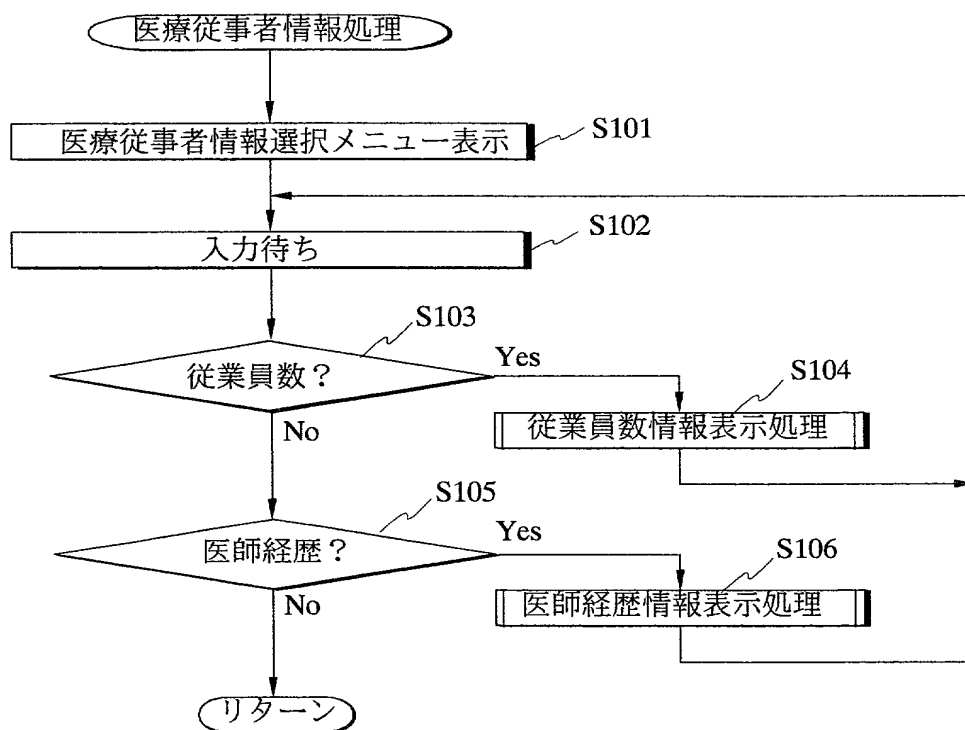 医療従事者情報処理
医療従事者情報選択メニュー表示
S101
入力待ち
S102
従業員数？
S103
Yes
No
従業員数情報表示処理
S104
医師経歴？
S105
Yes
No
医師経歴情報表示処理
S106
リターン